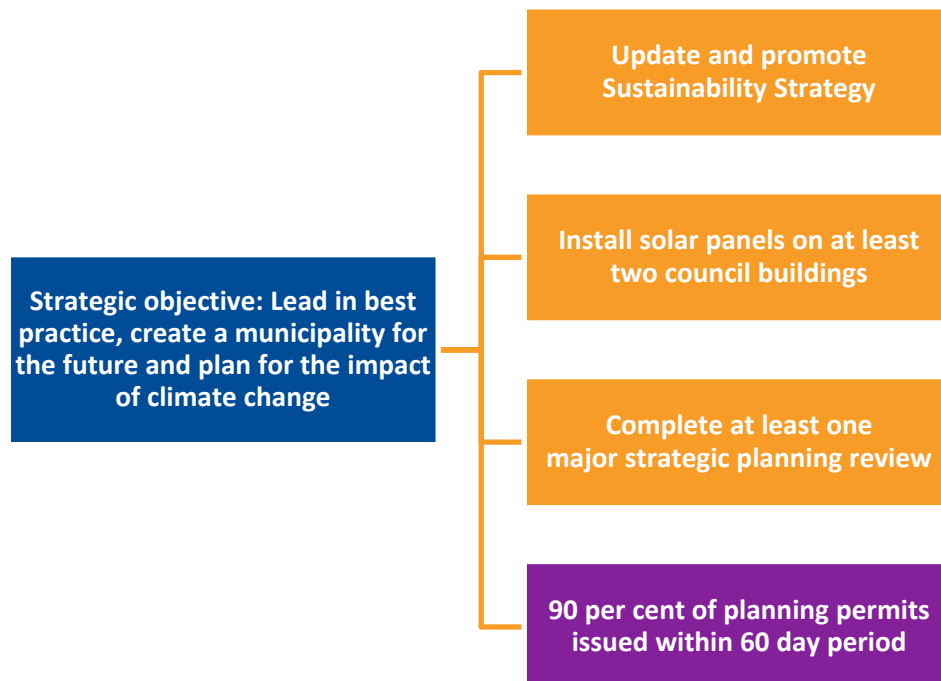 Update and promote
Sustainability Strategy
Install solar panels on at least
two council buildings
Strategic objective: Lead in best
practice, create a municipality for
the future and plan for the impact
of climate change
Complete at least one
major strategic planning review
90 per cent of planning permits
issued within 60 day period